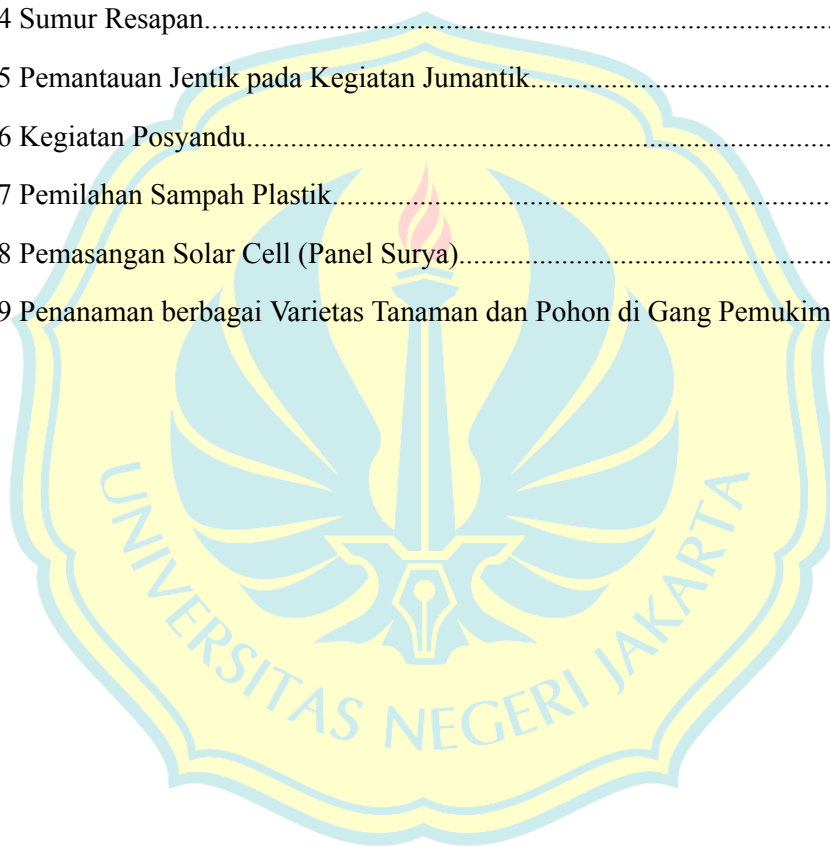 4 Sumur Resapan..............................................................................................
5 Pemantauan Jentik pada Kegiatan Jumantik............................................
6 Kegiatan Posyandu........................................................................................
7 Pemilahan Sampah Plastik..........................................................................
8 Pemasangan Solar Cell (Panel Surya).......................................................
9 Penanaman berbagai Varietas Tanaman dan Pohon di Gang Pemukim
UNIVERSITAS NEGERI JAKARTA